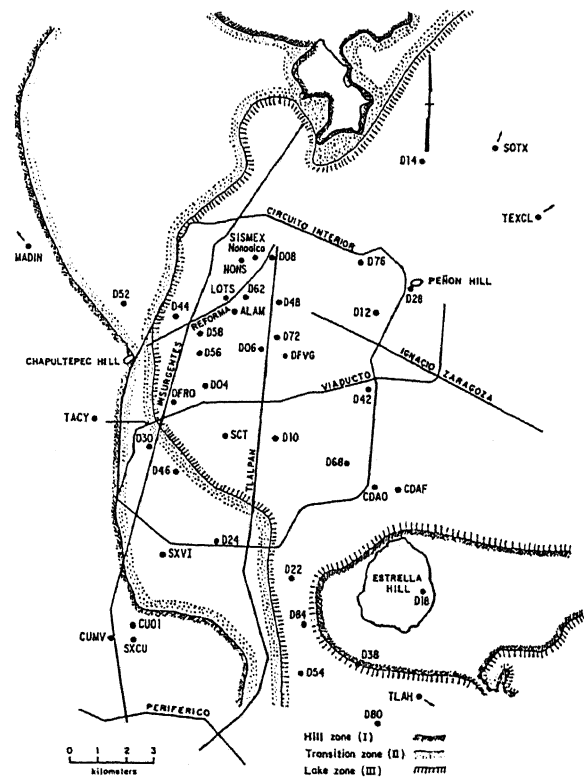 D14
SOTX
TEXCL
CIRCUITO INTERIOR
SISMEX
Nonoalco
NONS
D08
D76
MADIN
PEÑON HILL
D28
D52
LOTS
D62
D44
REFORMA
ALAM
D48
D12
D58
D72
INSURGENTES
D56
D06
DFVG
IGNACIO ZARAGOZA
CHAPULTEPEC HILL
D04
VIADUCTO
DFRO
D42
TACY
D30
SCT
D10
TLALPAN
D46
D68
CDAO
CDAF
D24
SXVI
D22
ESTRELLA
HILL
D18
D84
CU01
CUMV
SXCU
D38
D54
TLAH
PERIFERICO
D80
0 1 2 3
kilometers
Hill zone (I)
Transition zone (II)
Lake zone (III)